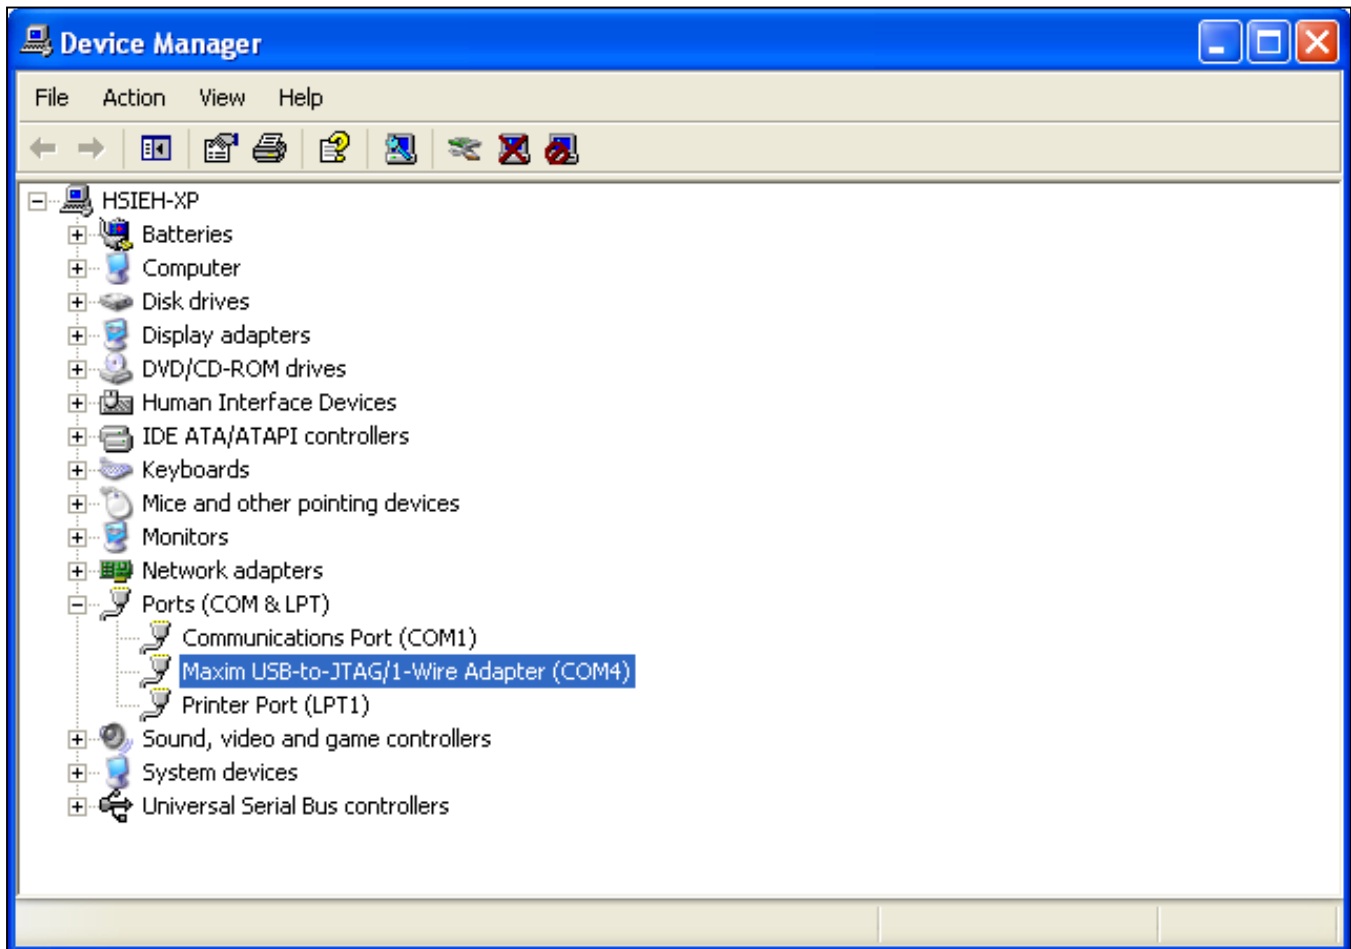 Device Manager
File Action View Help
HSIEH-XP
Batteries
Computer
Disk drives
Display adapters
DVD/CD-ROM drives
Human Interface Devices
IDE ATA/ATAPI controllers
Keyboards
Mice and other pointing devices
Monitors
Network adapters
Ports (COM & LPT)
Communications Port (COM1)
Maxim USB-to-JTAG/1-Wire Adapter (COM4)
Printer Port (LPT1)
Sound, video and game controllers
System devices
Universal Serial Bus controllers